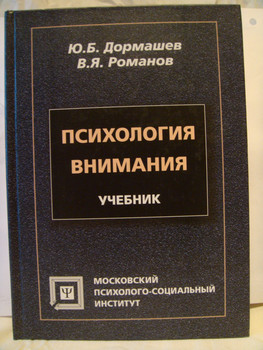 Ю.Б. Дормашев
В.Я. Романов
ПСИХОЛОГИЯ
ВНИМАНИЯ
УЧЕБНИК
Ψ
МОСКОВСКИЙ
ПСИХОЛОГО-СОЦИАЛЬНЫЙ
ИНСТИТУТ